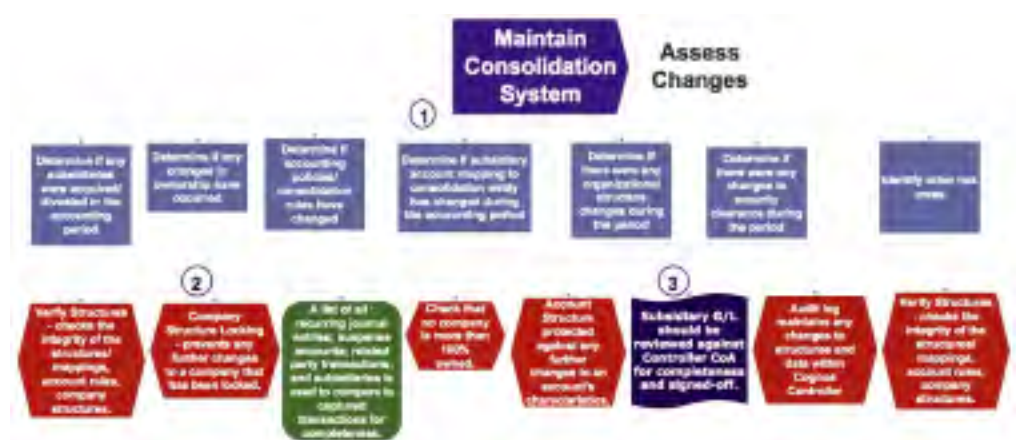 Maintain
Consolidation
System
Assess
Changes
1
Determine if any
subsidiaries
were acquired/
divested in the
accounting
period
Determine if any
changes in
ownership have
occurred
Determine if
accounting
policies/
consolidation
rules have
changed
Determine if subsidiary
account mapping to
consolidation entity
has changed during
the accounting period
Determine if
there were any
organizational
structure
changes during
the period
Determine if
there were any
changes to
security
clearance during
the period
Identify other risk
areas
2
3
Verify Structures
- checks the
integrity of the
structures/
mappings,
account rules,
company
structures.
Company
Structure Locking
- prevents any
further changes
to a company that
has been locked.
A list of all
recurring journal
entries, suspense
amounts, related
party transactions,
and subsidiaries is
used to compare to
captured
transactions for
completeness.
Check that
no company
is more than 100%
owned.
Account
Structure
protected
against any
further
changes in an
account's
characteristics.
Subsidiary G/L
should be
reviewed against
Controller CoA
for completeness
and signed-off.
Audit log
maintains any
changes to
structures and
data within
Cognos
Controller
Verify Structures
- checks the
integrity of the
structures/
mappings,
account rules,
company
structures.